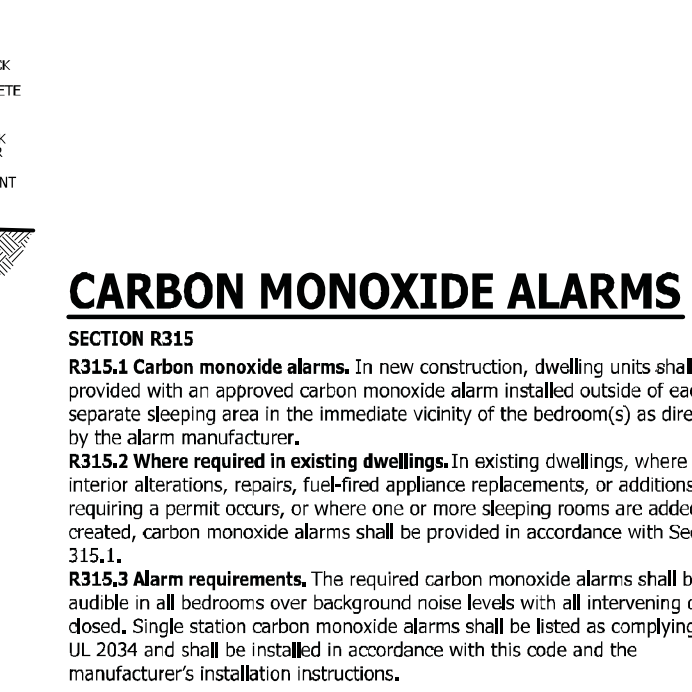 CARBON MONOXIDE ALARMS
SECTION R315
R315.1 Carbon monoxide alarms. In new construction, dwelling units shall
provided with an approved carbon monoxide alarm installed outside of
separate sleeping area in the immediate vicinity of the bedroom(s) as
by the alarm manufacturer.
R315.2 Where required in existing dwellings. In existing dwellings, where
interior alterations, repairs, fuel-fired appliance replacements, or additions
requiring a permit occurs, or where one or more sleeping rooms are
created, carbon monoxide alarms shall be provided in accordance with
315.1.
R315.3 Alarm requirements. The required carbon monoxide alarms shall
audible in all bedrooms over background noise levels with all intervening
closed. Single station carbon monoxide alarms shall be listed as complying
UL 2034 and shall be installed in accordance with this code and the
manufacturer's installation instructions.